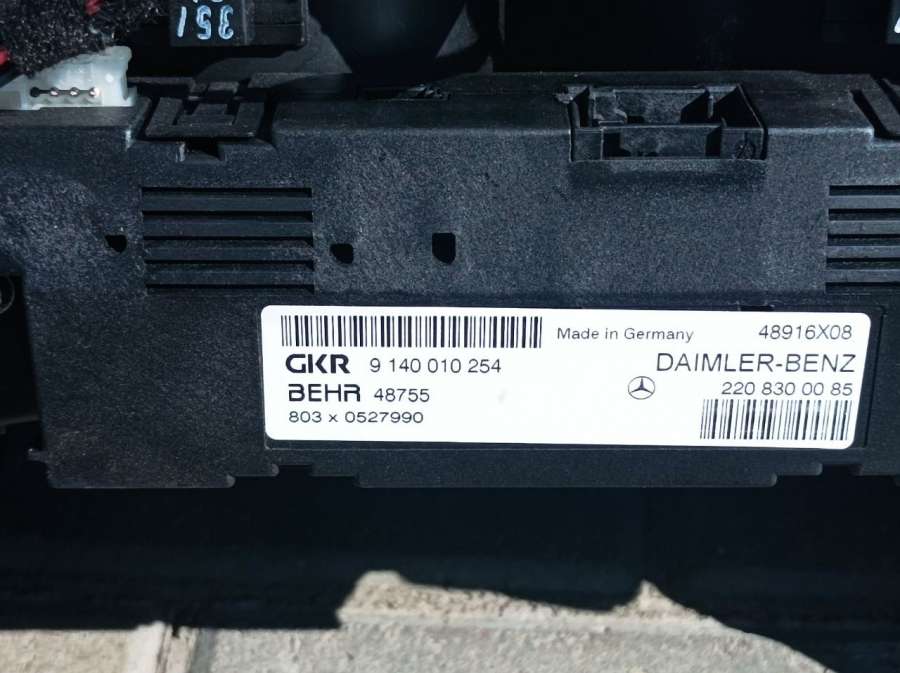 351
Made in Germany 48916X08
GKR 9 140 010 254 DAIMLER-BENZ
BEHR 48755 220 830 00 85
803 x 0527990